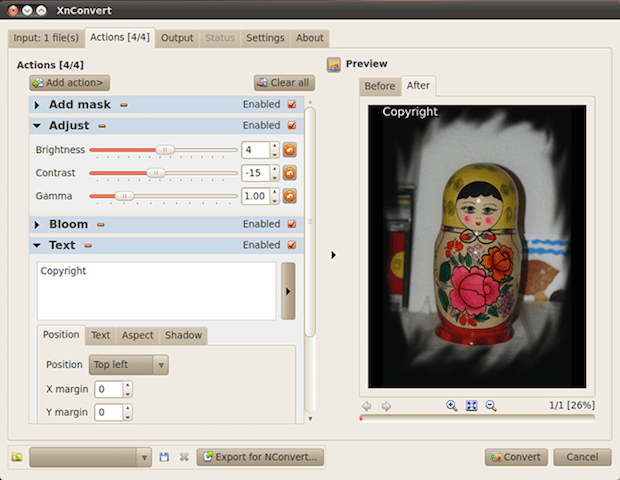 XnConvert
Input: 1 file(s) Actions [4/4] Output Status Settings About
Actions [4/4]
Add action>
Clear all
Add mask Enabled
Adjust Enabled
Brightness 4
Contrast -15
Gamma 1.00
Bloom Enabled
Text Enabled
Copyright
Position Text Aspect Shadow
Position Top left
X margin 0
Y margin 0
Preview
Before After
Copyright
1/1 [26%]
Export for NConvert...
Convert Cancel